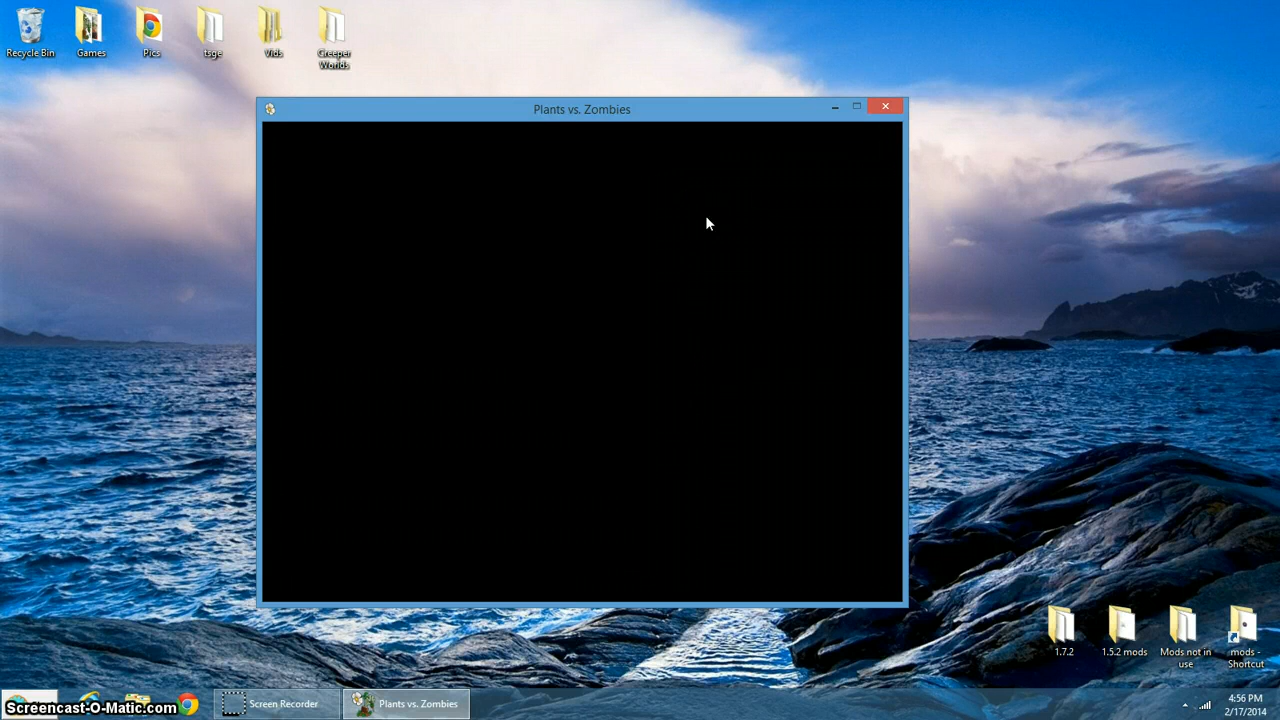 Recycle Bin
Games
Pics
tsge
Vids
Creeper
Worlds
Plants vs. Zombies
1.7.2
1.5.2 mods
Mods not in
use
mods -
Shortcut
Screencast-O-Matic.com
Screen Recorder
Plants vs. Zombies
4:56 PM
2/17/2014